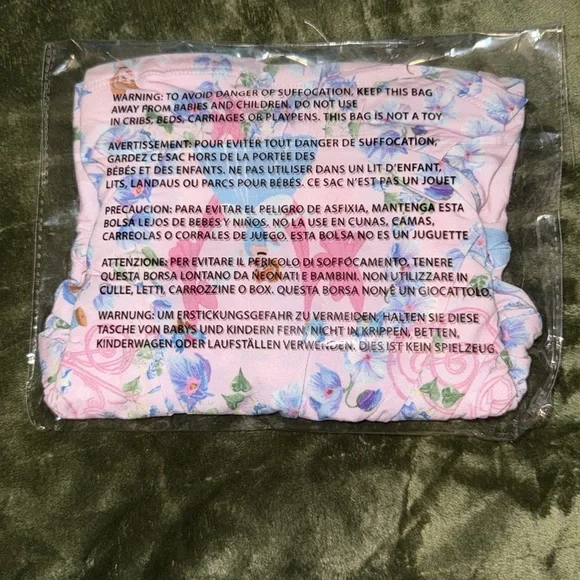 WARNING: TO AVOID DANGER OF SUFFOCATION, KEEP THIS BAG
AWAY FROM BABIES AND CHILDREN. DO NOT USE
IN CRIBS, BEDS, CARRIAGES OR PLAYPENS. THIS BAG IS NOT A TOY
AVERTISSEMENT: POUR EVITER TOUT DANGER DE SUFFOCATION,
GARDEZ CE SAC HORS DE LA PORTÉE DES
BÉBÉS ET DES ENFANTS. NE PAS UTILISER DANS UN LIT D'ENFANT,
LITS, LANDAUS OU PARCS POUR BÉBÉS. CE SAC N'EST PAS UN JOUET
PRECAUCION: PARA EVITAR EL PELIGRO DE ASFIXIA, MANTENGA ESTA
BOLSA LEJOS DE BEBÉS Y NIÑOS. NO LA USE EN CUNAS, CAMAS,
CARREOLAS O CORRALES DE JUEGO. ESTA BOLSA NO ES UN JUGUETTE
ATTENZIONE: PER EVITARE IL PERICOLO DI SOFFOCAMENTO, TENERE
QUESTA BORSA LONTANO DA NEONATI E BAMBINI. NON UTILIZZARE IN
CULLE, LETTI, CARROZZINE O BOX. QUESTA BORSA NON É UN GIOCATTOLO.
WARNUNG: UM ERSTICKUNGSGEFAHR ZU VERMEIDEN, HALTEN SIE DIESE
TASCHE VON BABYS UND KINDERN FERN, NICHT IN KRIPPEN, BETTEN,
KINDERWAGEN ODER LAUFSTÄLLEN VERWENDEN. DIES IST KEIN SPIELZEUG